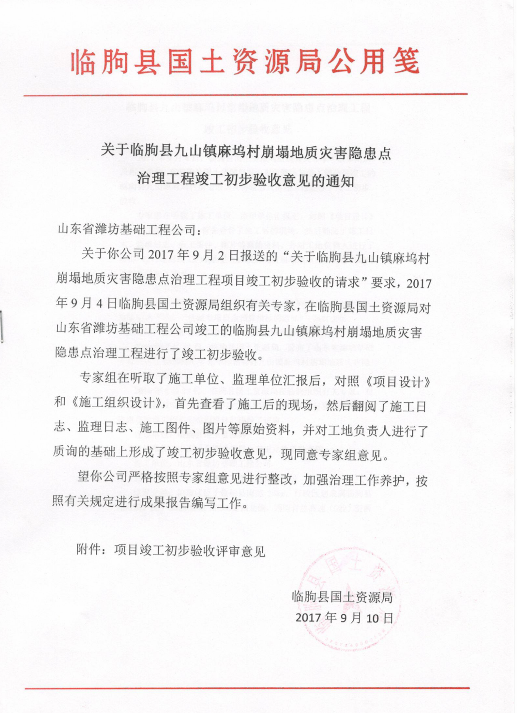 临朐县国土资源局公用笺
关于临朐县九山镇麻坞村崩塌地质灾害隐患点
治理工程竣工初步验收意见的通知
山东省潍坊基础工程公司：
关于你公司 2017 年 9 月 2 日报送的“关于临朐县九山镇麻坞村
崩塌地质灾害隐患点治理工程项目竣工初步验收的请求”要求，2017
年 9 月 4 日临朐县国土资源局组织有关专家，在临朐县国土资源局对
山东省潍坊基础工程公司竣工的临朐县九山镇麻坞村崩塌地质灾害
隐患点治理工程进行了竣工初步验收。
专家组在听取了施工单位、监理单位汇报后，对照《项目设计》
和《施工组织设计》，首先查看了施工后的现场，然后翻阅了施工日
志、监理日志、施工图件、图片等原始资料，并对工地负责人进行了
质询的基础上形成了竣工初步验收意见，现同意专家组意见。
望你公司严格按照专家组意见进行整改，加强治理工作养护，按
照有关规定进行成果报告编写工作。
附件：项目竣工初步验收评审意见
临朐县国土资源局
2017 年 9 月 10 日